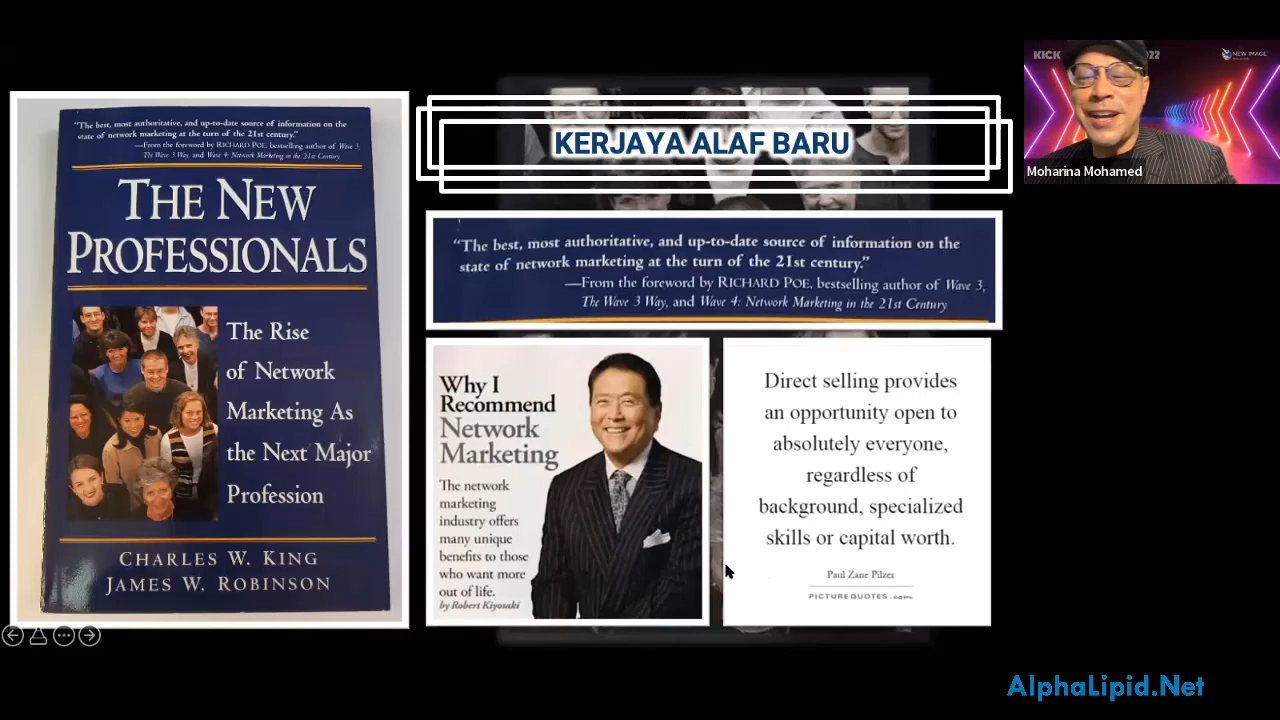 "The best, most authoritative, and up-to-date source of information on the
state of network marketing at the turn of the 21st century."
—From the foreword by RICHARD POE, bestselling author of Wave 3,
The Wave 3 Way, and Wave 4: Network Marketing in the 21st Century
THE NEW
PROFESSIONALS
The Rise
of Network
Marketing As
the Next Major
Profession
CHARLES W. KING
JAMES W. ROBINSON
KERJAYA ALAF BARU
"The best, most authoritative, and up-to-date source of information on the
state of network marketing at the turn of the 21st century."
—From the foreword by RICHARD POE, bestselling author of Wave 3,
The Wave 3 Way, and Wave 4: Network Marketing in the 21st Century
Why I
Recommend
Network
Marketing
The network
marketing
industry offers
many unique
benefits to those
who want more
out of life.
by Robert Kiyosaki
Direct selling provides
an opportunity open to
absolutely everyone,
regardless of
background, specialized
skills or capital worth.
Paul Zane Pilzer
PICTUREQUOTES.com
KICK
22
NEW IMAGE
Moharina Mohamed
AlphaLipid.Net